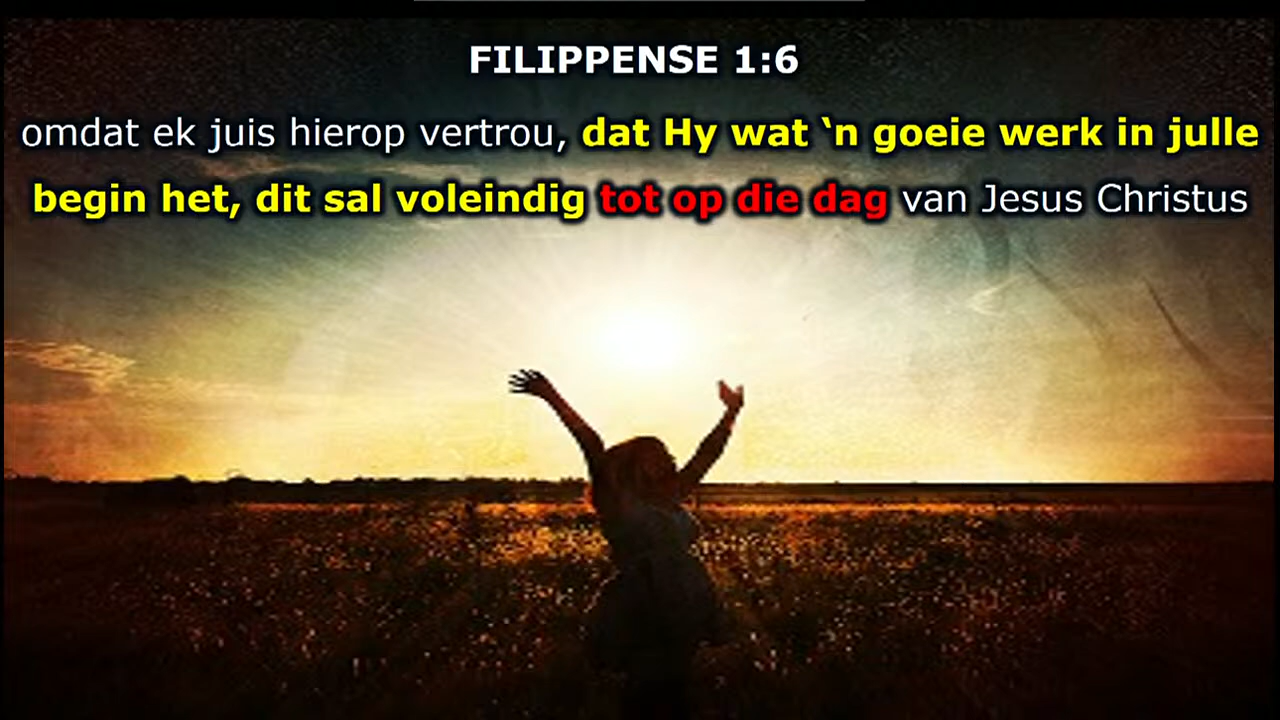 FILIPPENSE 1:6
omdat ek juis hierop vertrou, dat Hy wat ‛n goeie werk in julle
begin het, dit sal voleindig tot op die dag van Jesus Christus